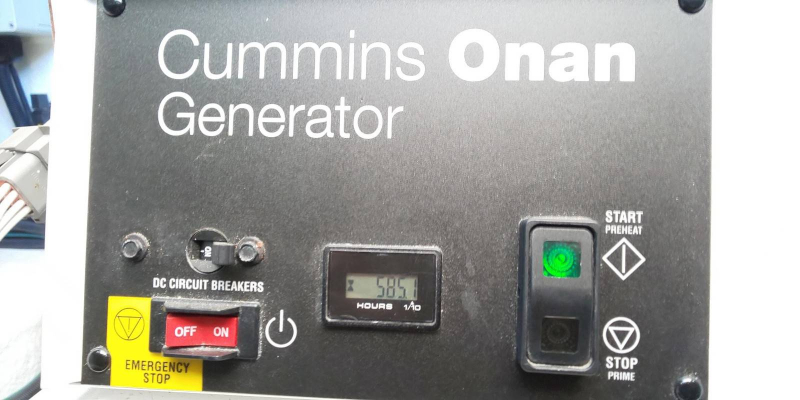 Cummins Onan
Generator
START
PREHEAT
DC CIRCUIT BREAKERS
585.1
HOURS 1/10
OFF ON
EMERGENCY
STOP
STOP
PRIME